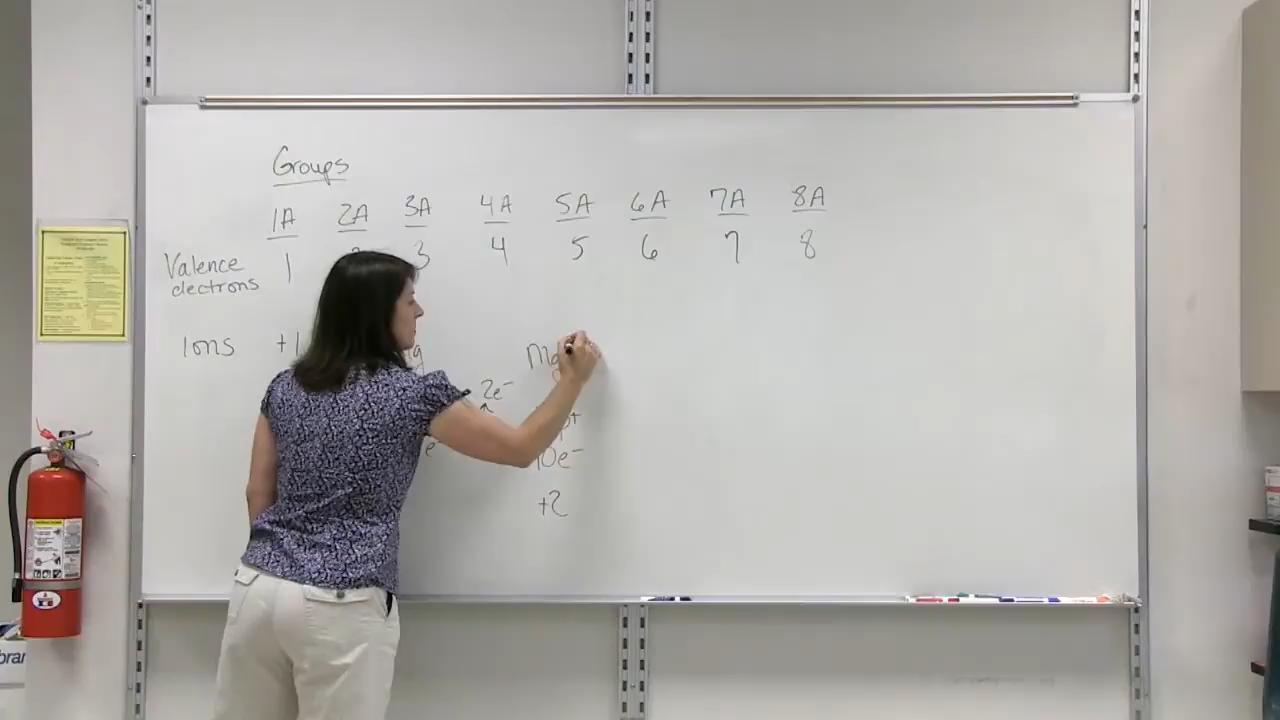 Groups
1A 2A 3A 4A 5A 6A 7A 8A
Valence electrons
1 3 4 5 6 7 8
Ions +1
Mg
2e⁻
10e⁻
+2